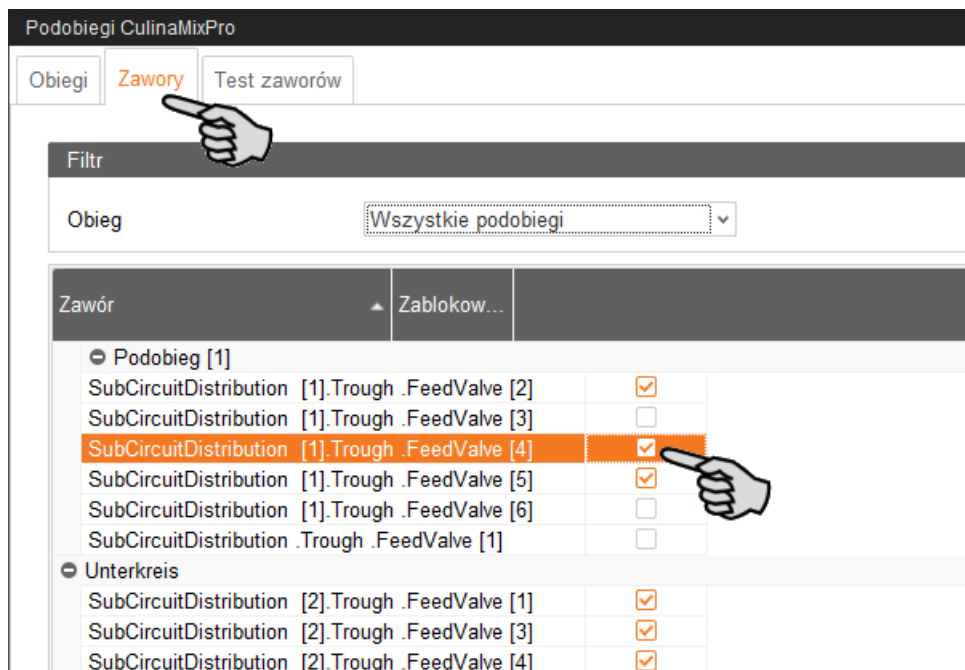 Podobiegi CulinaMixPro
Obiegi Zawory Test zaworów
Filtr
Obieg Wszystkie podobiegi
Zawór Zablokow...
Podobieg [1]
SubCircuitDistribution [1].Trough .FeedValve [2]
SubCircuitDistribution [1].Trough .FeedValve [3]
SubCircuitDistribution [1].Trough .FeedValve [4]
SubCircuitDistribution [1].Trough .FeedValve [5]
SubCircuitDistribution [1].Trough .FeedValve [6]
SubCircuitDistribution .Trough .FeedValve [1]
Unterkreis
SubCircuitDistribution [2].Trough .FeedValve [1]
SubCircuitDistribution [2].Trough .FeedValve [3]
SubCircuitDistribution [2].Trough .FeedValve [4]